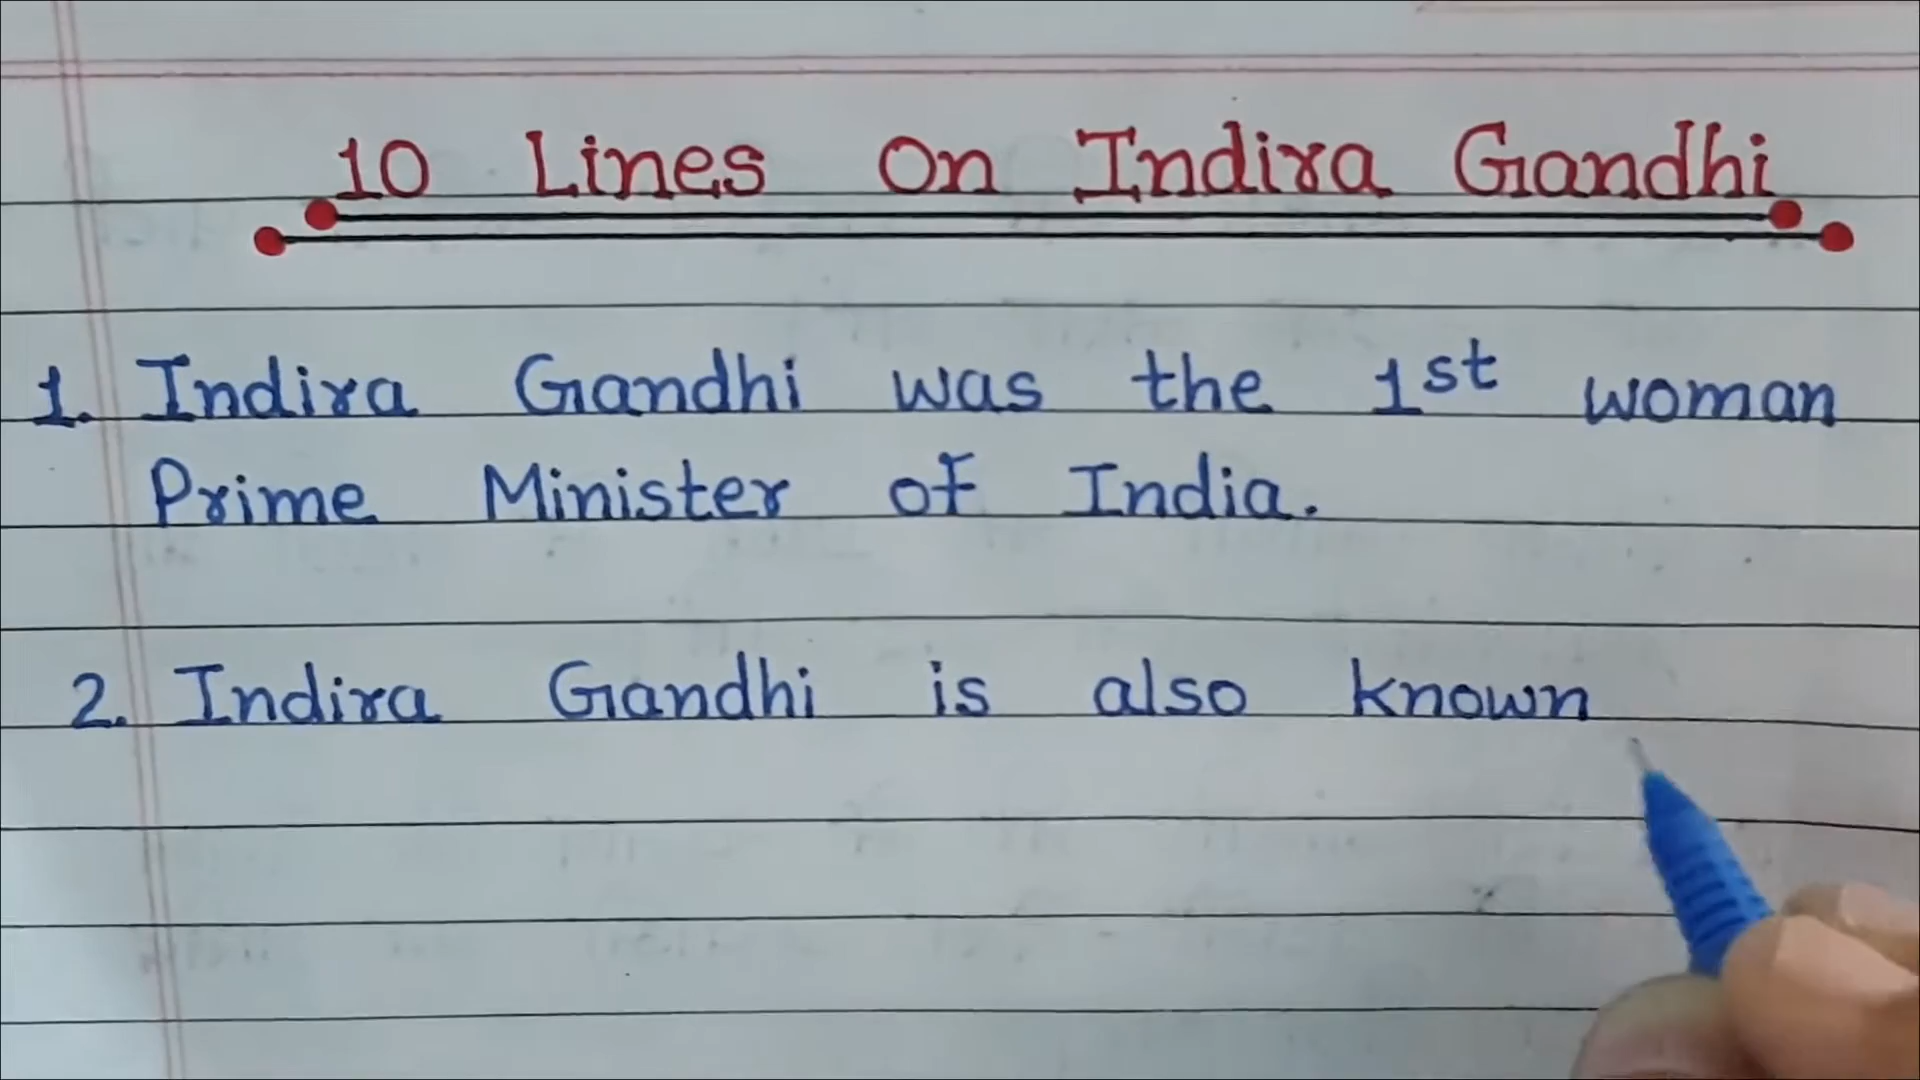 10 Lines On Indira Gandhi
1. Indira Gandhi was the 1st woman
Prime Minister of India.
2. Indira Gandhi is also known